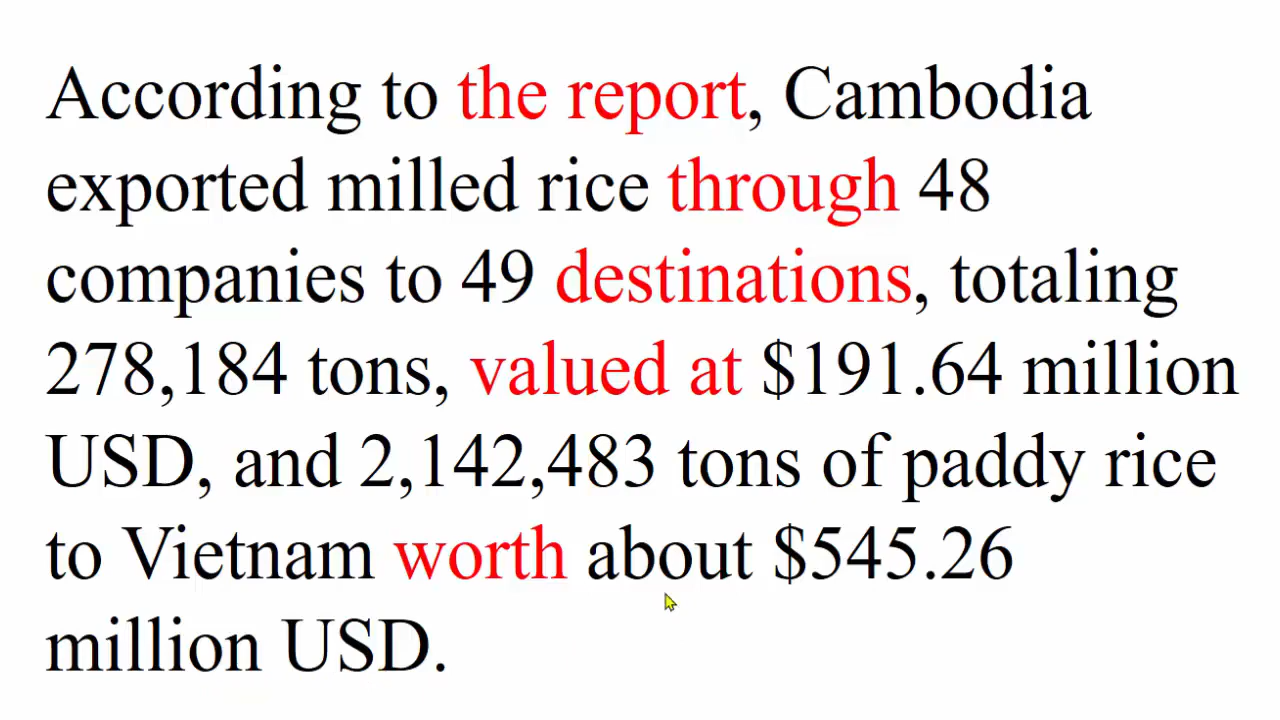 According to the report, Cambodia
exported milled rice through 48
companies to 49 destinations, totaling
278,184 tons, valued at $191.64 million
USD, and 2,142,483 tons of paddy rice
to Vietnam worth about $545.26
million USD.